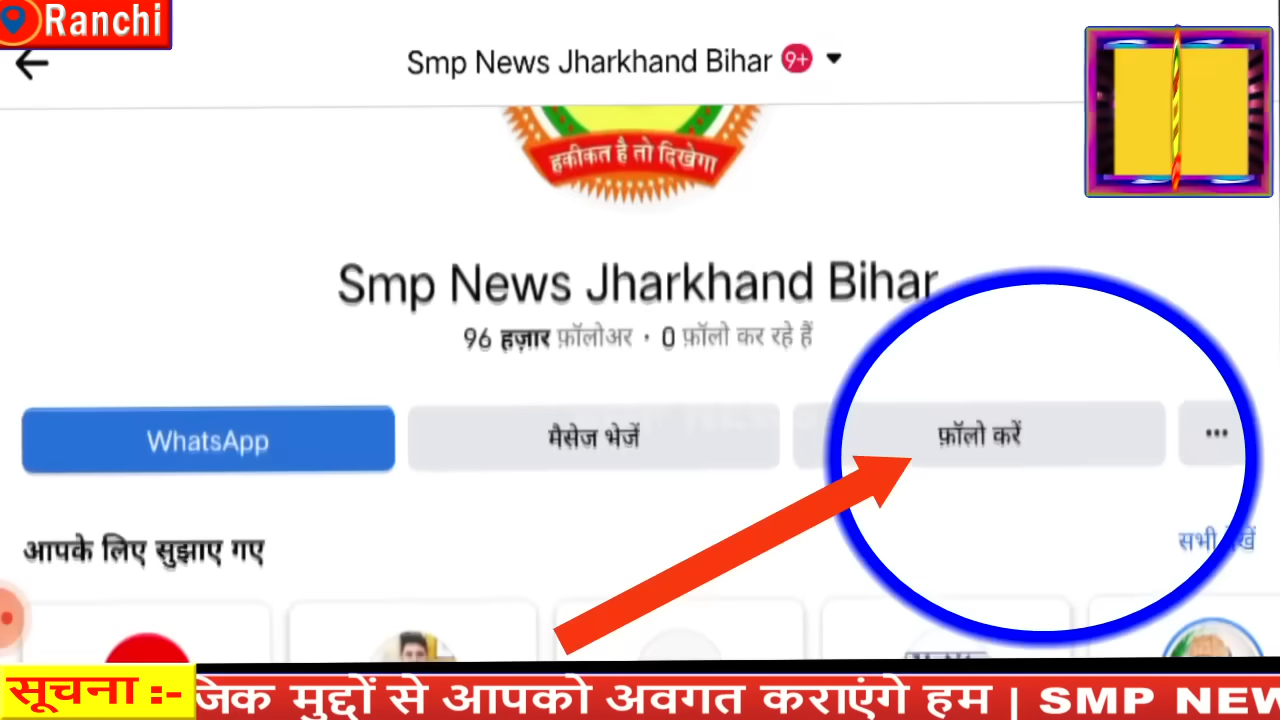 Ranchi
Smp News Jharkhand Bihar 9+
हकीकत है तो दिखेगा
Smp News Jharkhand Bihar
96 हज़ार फ़ॉलोअर · 0 फ़ॉलो कर रहे हैं
WhatsApp
मैसेज भेजें
फ़ॉलो करें
आपके लिए सुझाए गए
सभी
सूचना :- जिक मुद्दों से आपको अवगत कराएंगे हम | SMP NEW